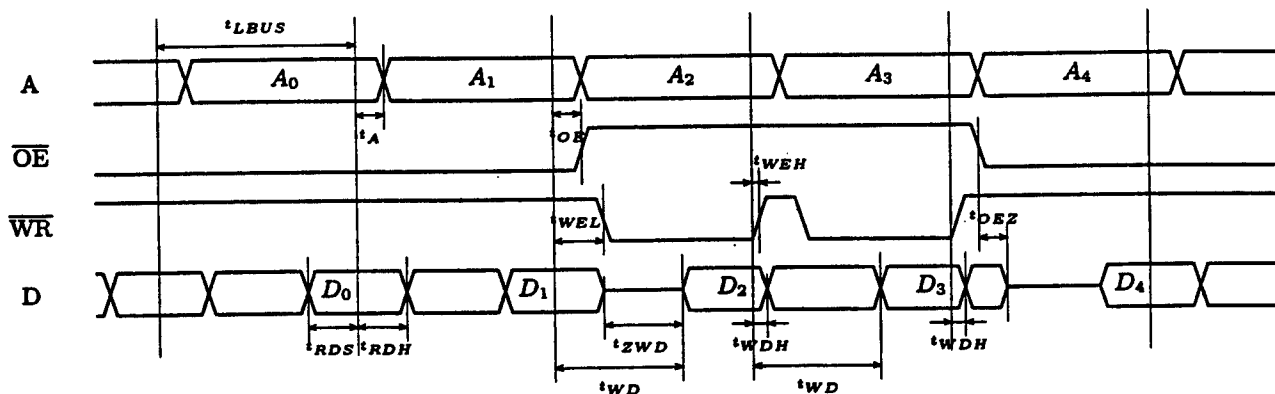 tLBUS
A A0 A1 A2 A3 A4
tA tOE
OE
tWEH
WR tWEL tOEZ
D D0 D1 D2 D3 D4
tRDS tRDH tZWD tWDH tWDH
tWD tWD